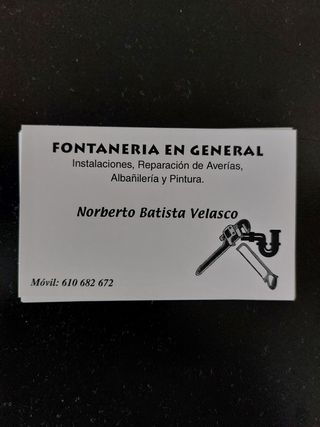 FONTANERIA EN GENERAL
Instalaciones, Reparación de Averías,
Albañilería y Pintura.
Norberto Batista Velasco
Móvil: 610 682 672